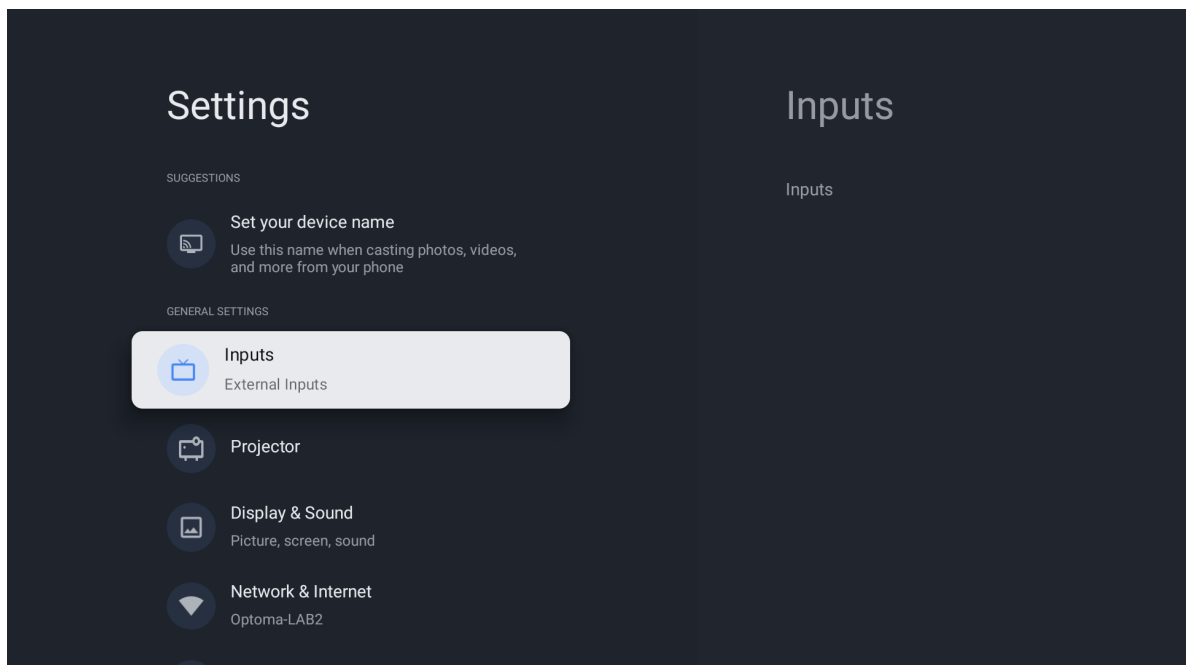 Settings
SUGGESTIONS
Set your device name
Use this name when casting photos, videos,
and more from your phone
GENERAL SETTINGS
Inputs
External Inputs
Projector
Display & Sound
Picture, screen, sound
Network & Internet
Optoma-LAB2
Inputs
Inputs